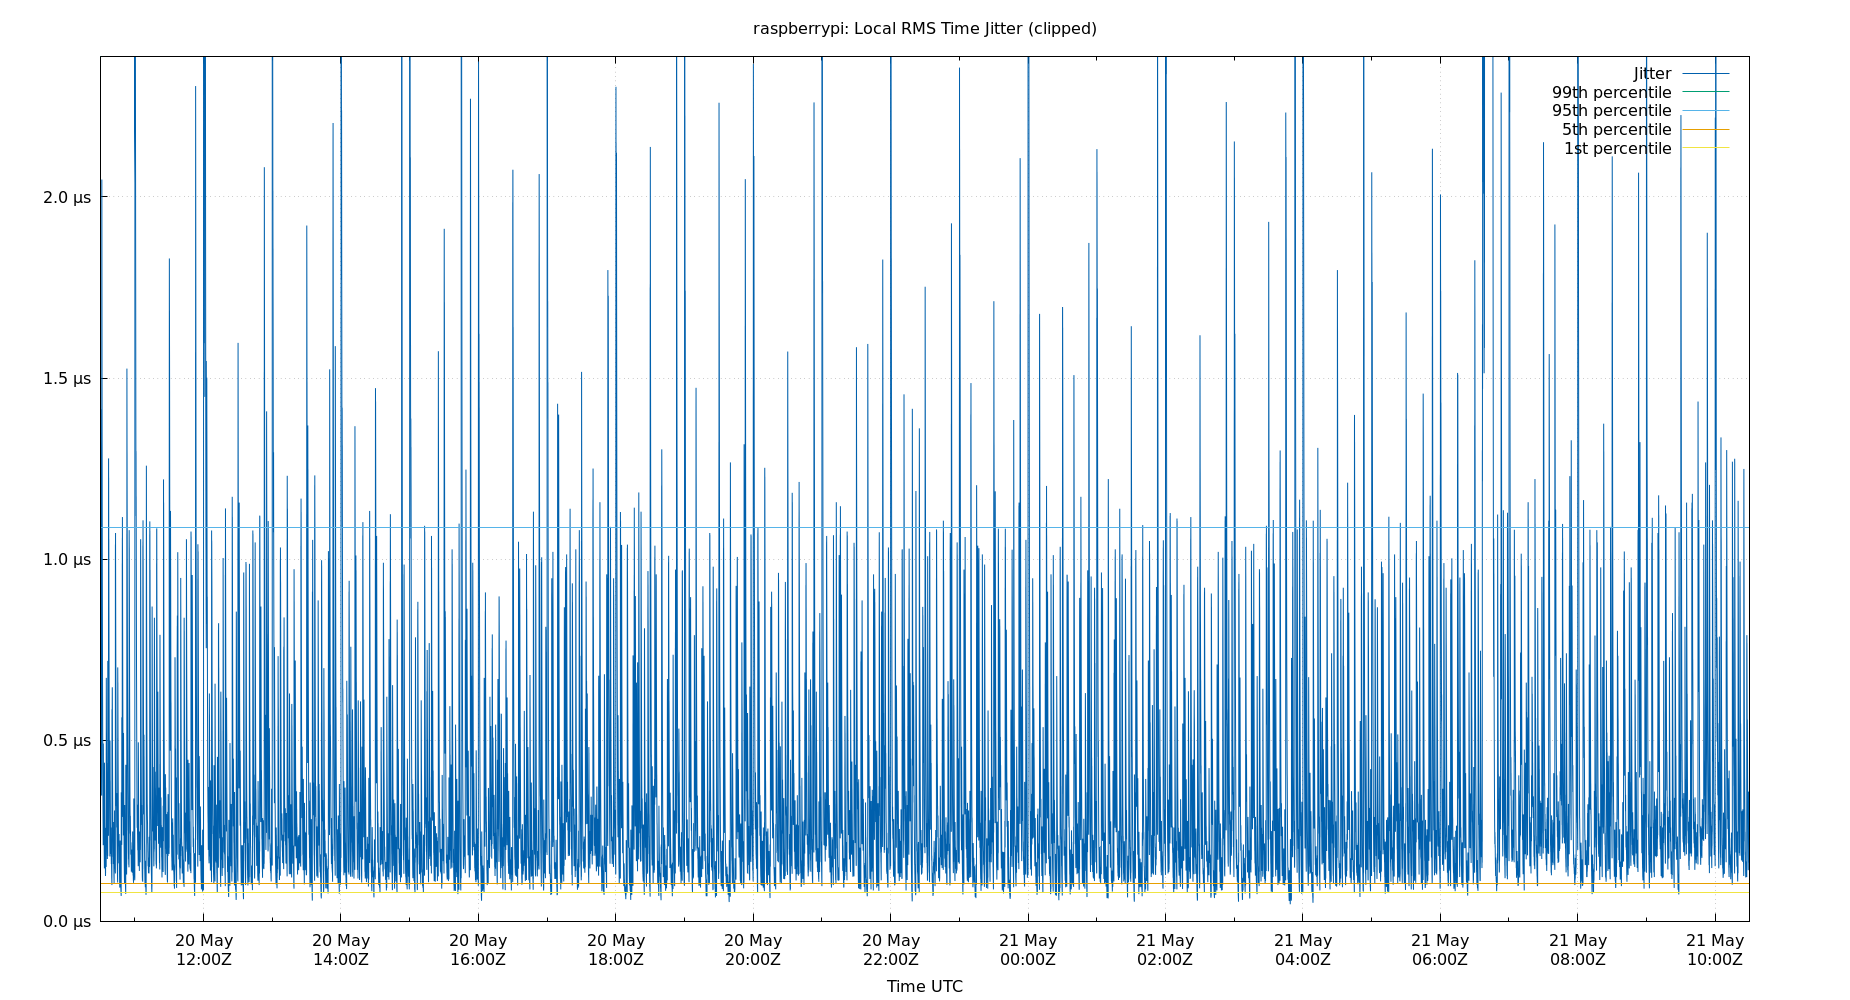 raspberrypi: Local RMS Time Jitter (clipped)
Jitter
99th percentile
95th percentile
5th percentile
1st percentile
2.0 µs
1.5 µs
1.0 µs
0.5 µs
0.0 µs
20 May 20 May 20 May 20 May 20 May 20 May 21 May 21 May 21 May 21 May 21 May 21 May
12:00Z 14:00Z 16:00Z 18:00Z 20:00Z 22:00Z 00:00Z 02:00Z 04:00Z 06:00Z 08:00Z 10:00Z
Time UTC